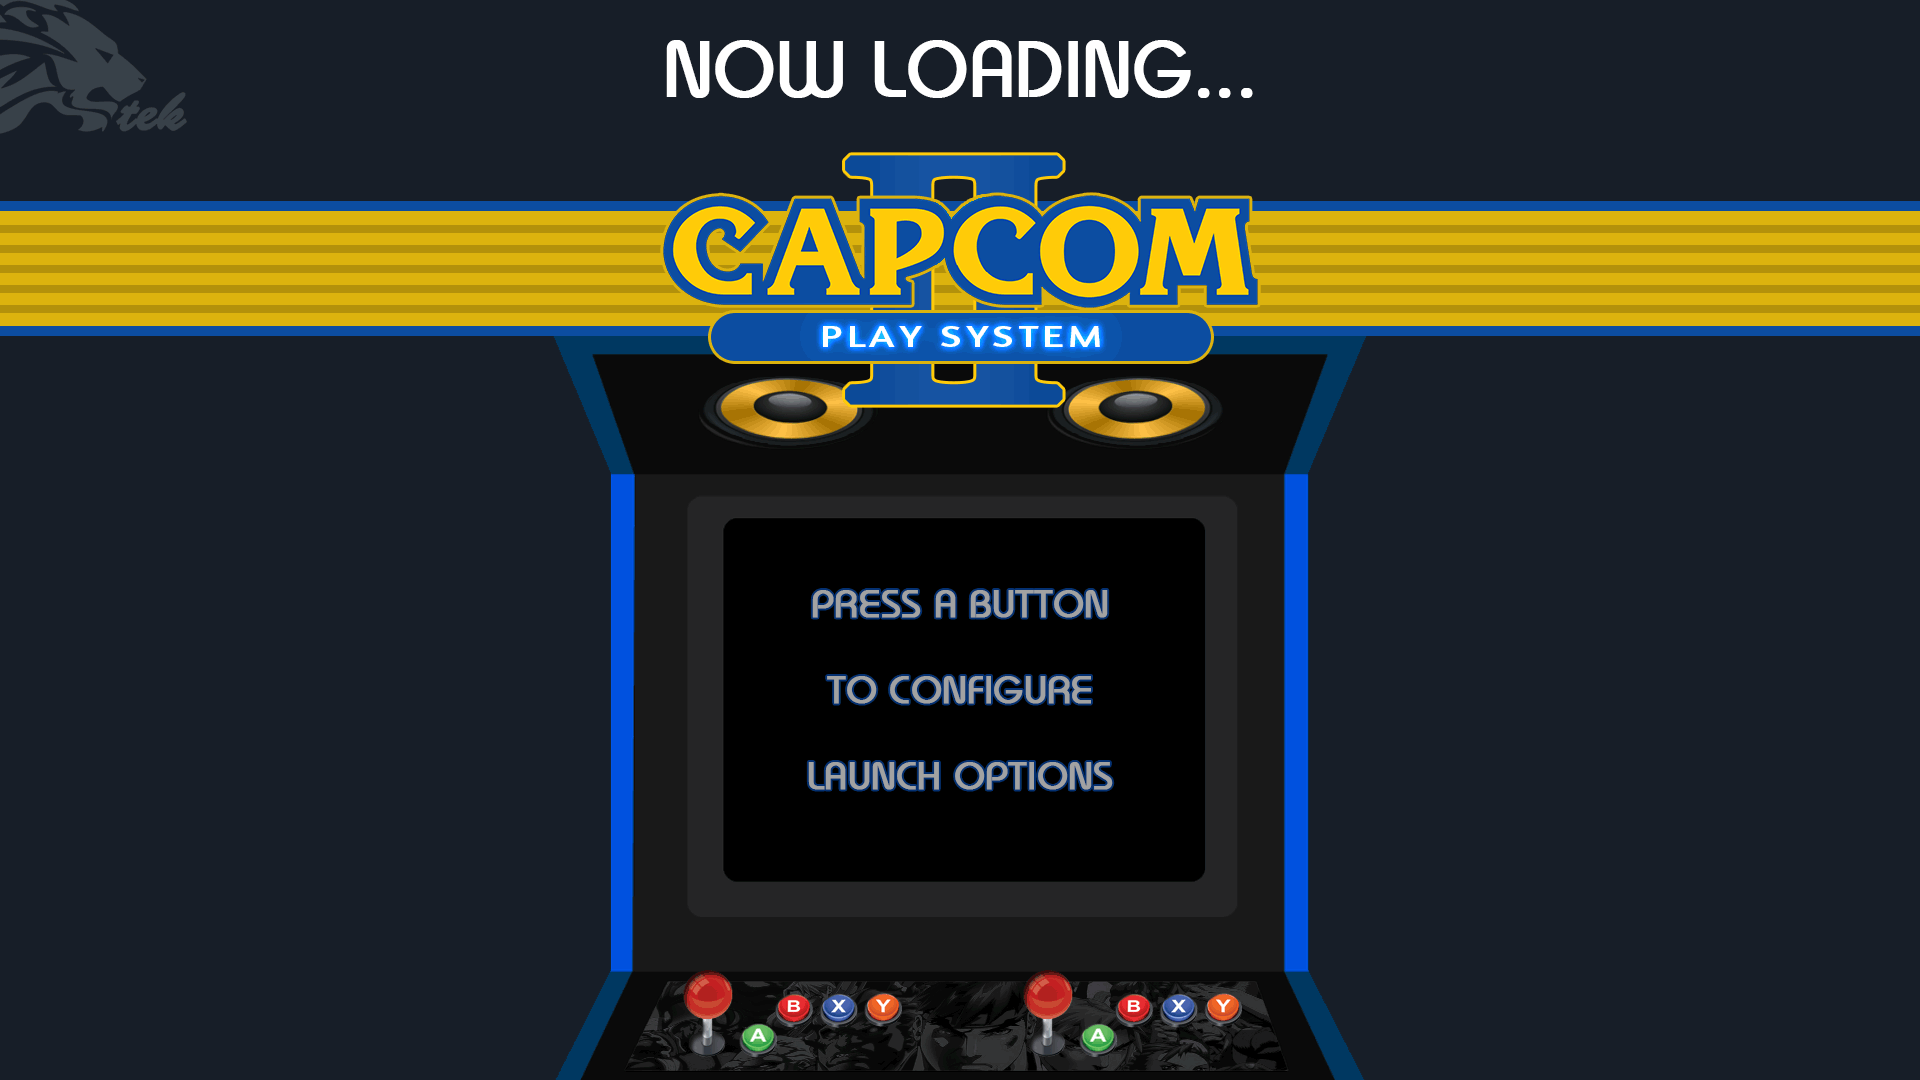 NOW LOADING...
tek
II
CAPCOM
PLAY SYSTEM
PRESS A BUTTON
TO CONFIGURE
LAUNCH OPTIONS
B X Y
A
B X Y
A